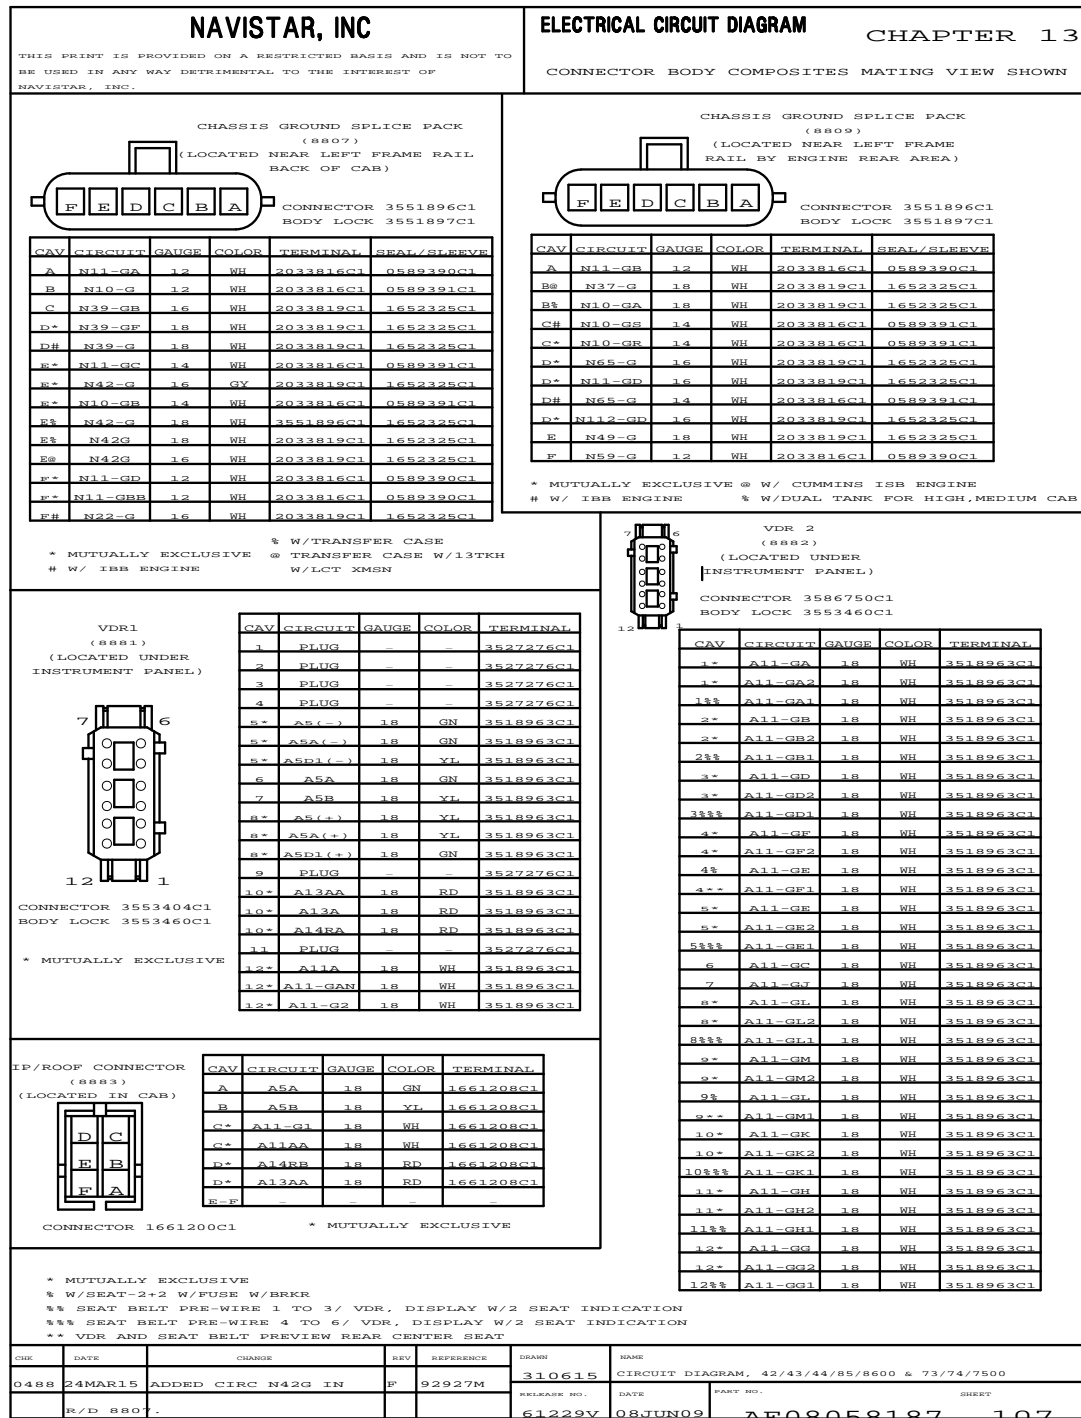 NAVISTAR, INC
THIS PRINT IS PROVIDED ON A RESTRICTED BASIS AND IS NOT TO
BE USED IN ANY WAY DETRIMENTAL TO THE INTEREST OF
NAVISTAR, INC.
ELECTRICAL CIRCUIT DIAGRAM
CHAPTER 13
CONNECTOR BODY COMPOSITES MATING VIEW SHOWN
CHASSIS GROUND SPLICE PACK
(8807)
(LOCATED NEAR LEFT FRAME RAIL
BACK OF CAB)
F E D C B A
CONNECTOR 3551896C1
BODY LOCK 3551897C1
CAV CIRCUIT GAUGE COLOR TERMINAL SEAL/SLEEVE
A N11-GA 12 WH 2033816C1 0589390C1
B N10-G 12 WH 2033816C1 0589391C1
C N39-GB 16 WH 2033819C1 1652325C1
D* N39-GF 18 WH 2033819C1 1652325C1
D# N39-G 18 WH 2033819C1 1652325C1
E* N11-GC 14 WH 2033816C1 0589391C1
E* N42-G 16 GY 2033819C1 1652325C1
E* N10-GB 14 WH 2033816C1 0589391C1
E% N42-G 18 WH 3551896C1 1652325C1
E% N42G 18 WH 2033819C1 1652325C1
E@ N42G 16 WH 2033819C1 1652325C1
F* N11-GD 12 WH 2033816C1 0589390C1
F* N11-GBB 12 WH 2033816C1 0589390C1
F# N22-G 16 WH 2033819C1 1652325C1
% W/TRANSFER CASE
* MUTUALLY EXCLUSIVE @ TRANSFER CASE W/13TKH
# W/ IBB ENGINE W/LCT XMSN
CHASSIS GROUND SPLICE PACK
(8809)
(LOCATED NEAR LEFT FRAME
RAIL BY ENGINE REAR AREA)
F E D C B A
CONNECTOR 3551896C1
BODY LOCK 3551897C1
CAV CIRCUIT GAUGE COLOR TERMINAL SEAL/SLEEVE
A N11-GB 12 WH 2033816C1 0589390C1
B@ N37-G 18 WH 2033819C1 1652325C1
B% N10-GA 18 WH 2033819C1 1652325C1
C# N10-GS 14 WH 2033816C1 0589391C1
C* N10-GR 14 WH 2033816C1 0589391C1
D* N65-G 16 WH 2033819C1 1652325C1
D* N11-GD 16 WH 2033819C1 1652325C1
D# N65-G 14 WH 2033816C1 0589391C1
D* N112-GD 16 WH 2033819C1 1652325C1
E N49-G 18 WH 2033819C1 1652325C1
F N59-G 12 WH 2033816C1 0589390C1
* MUTUALLY EXCLUSIVE @ W/ CUMMINS ISB ENGINE
# W/ IBB ENGINE % W/DUAL TANK FOR HIGH,MEDIUM CAB
VDR1
(8881)
(LOCATED UNDER
INSTRUMENT PANEL)
7 6
12 1
CONNECTOR 3553404C1
BODY LOCK 3553460C1
* MUTUALLY EXCLUSIVE
CAV CIRCUIT GAUGE COLOR TERMINAL
1 PLUG - - 3527276C1
2 PLUG - - 3527276C1
3 PLUG - - 3527276C1
4 PLUG - - 3527276C1
5* A5(-) 18 GN 3518963C1
5* A5A(-) 18 GN 3518963C1
5* A5D1(-) 18 YL 3518963C1
6 A5A 18 GN 3518963C1
7 A5B 18 YL 3518963C1
8* A5(+) 18 YL 3518963C1
8* A5A(+) 18 YL 3518963C1
8* A5D1(+) 18 GN 3518963C1
9 PLUG - - 3527276C1
10* A13AA 18 RD 3518963C1
10* A13A 18 RD 3518963C1
10* A14RA 18 RD 3518963C1
11 PLUG - - 3527276C1
12* A11A 18 WH 3518963C1
12* A11-GAN 18 WH 3518963C1
12* A11-G2 18 WH 3518963C1
VDR 2
(8882)
(LOCATED UNDER
INSTRUMENT PANEL)
7 6
12 1
CONNECTOR 3586750C1
BODY LOCK 3553460C1
CAV CIRCUIT GAUGE COLOR TERMINAL
1* A11-GA 18 WH 3518963C1
1* A11-GA2 18 WH 3518963C1
1%% A11-GA1 18 WH 3518963C1
2* A11-GB 18 WH 3518963C1
2* A11-GB2 18 WH 3518963C1
2%% A11-GB1 18 WH 3518963C1
3* A11-GD 18 WH 3518963C1
3* A11-GD2 18 WH 3518963C1
3%%% A11-GD1 18 WH 3518963C1
4* A11-GF 18 WH 3518963C1
4* A11-GF2 18 WH 3518963C1
4% A11-GE 18 WH 3518963C1
4** A11-GF1 18 WH 3518963C1
5* A11-GE 18 WH 3518963C1
5* A11-GE2 18 WH 3518963C1
5%%% A11-GE1 18 WH 3518963C1
6 A11-GC 18 WH 3518963C1
7 A11-GJ 18 WH 3518963C1
8* A11-GL 18 WH 3518963C1
8* A11-GL2 18 WH 3518963C1
8%%% A11-GL1 18 WH 3518963C1
9* A11-GM 18 WH 3518963C1
9* A11-GM2 18 WH 3518963C1
9% A11-GL 18 WH 3518963C1
9** A11-GM1 18 WH 3518963C1
10* A11-GK 18 WH 3518963C1
10* A11-GK2 18 WH 3518963C1
10%%% A11-GK1 18 WH 3518963C1
11* A11-GH 18 WH 3518963C1
11* A11-GH2 18 WH 3518963C1
11%% A11-GH1 18 WH 3518963C1
12* A11-GG 18 WH 3518963C1
12* A11-GG2 18 WH 3518963C1
12%% A11-GG1 18 WH 3518963C1
IP/ROOF CONNECTOR
(8883)
(LOCATED IN CAB)
D C
E B
F A
CONNECTOR 1661200C1
CAV CIRCUIT GAUGE COLOR TERMINAL
A A5A 18 GN 1661208C1
B A5B 18 YL 1661208C1
C* A11-G1 18 WH 1661208C1
C* A11AA 18 WH 1661208C1
D* A14RB 18 RD 1661208C1
D* A13AA 18 RD 1661208C1
E-F - - - -
* MUTUALLY EXCLUSIVE
* MUTUALLY EXCLUSIVE
% W/SEAT-2+2 W/FUSE W/BRKR
%% SEAT BELT PRE-WIRE 1 TO 3/ VDR, DISPLAY W/2 SEAT INDICATION
%%% SEAT BELT PRE-WIRE 4 TO 6/ VDR, DISPLAY W/2 SEAT INDICATION
** VDR AND SEAT BELT PREVIEW REAR CENTER SEAT
CHK DATE CHANGE REV REFERENCE
0488 24MAR15 ADDED CIRC N42G IN F 92927M
R/D 8807.
DRAWN
310615
NAME
CIRCUIT DIAGRAM, 42/43/44/85/8600 & 73/74/7500
RELEASE NO. DATE PART NO. SHEET
61229V 08JUN09 AE08058187 107